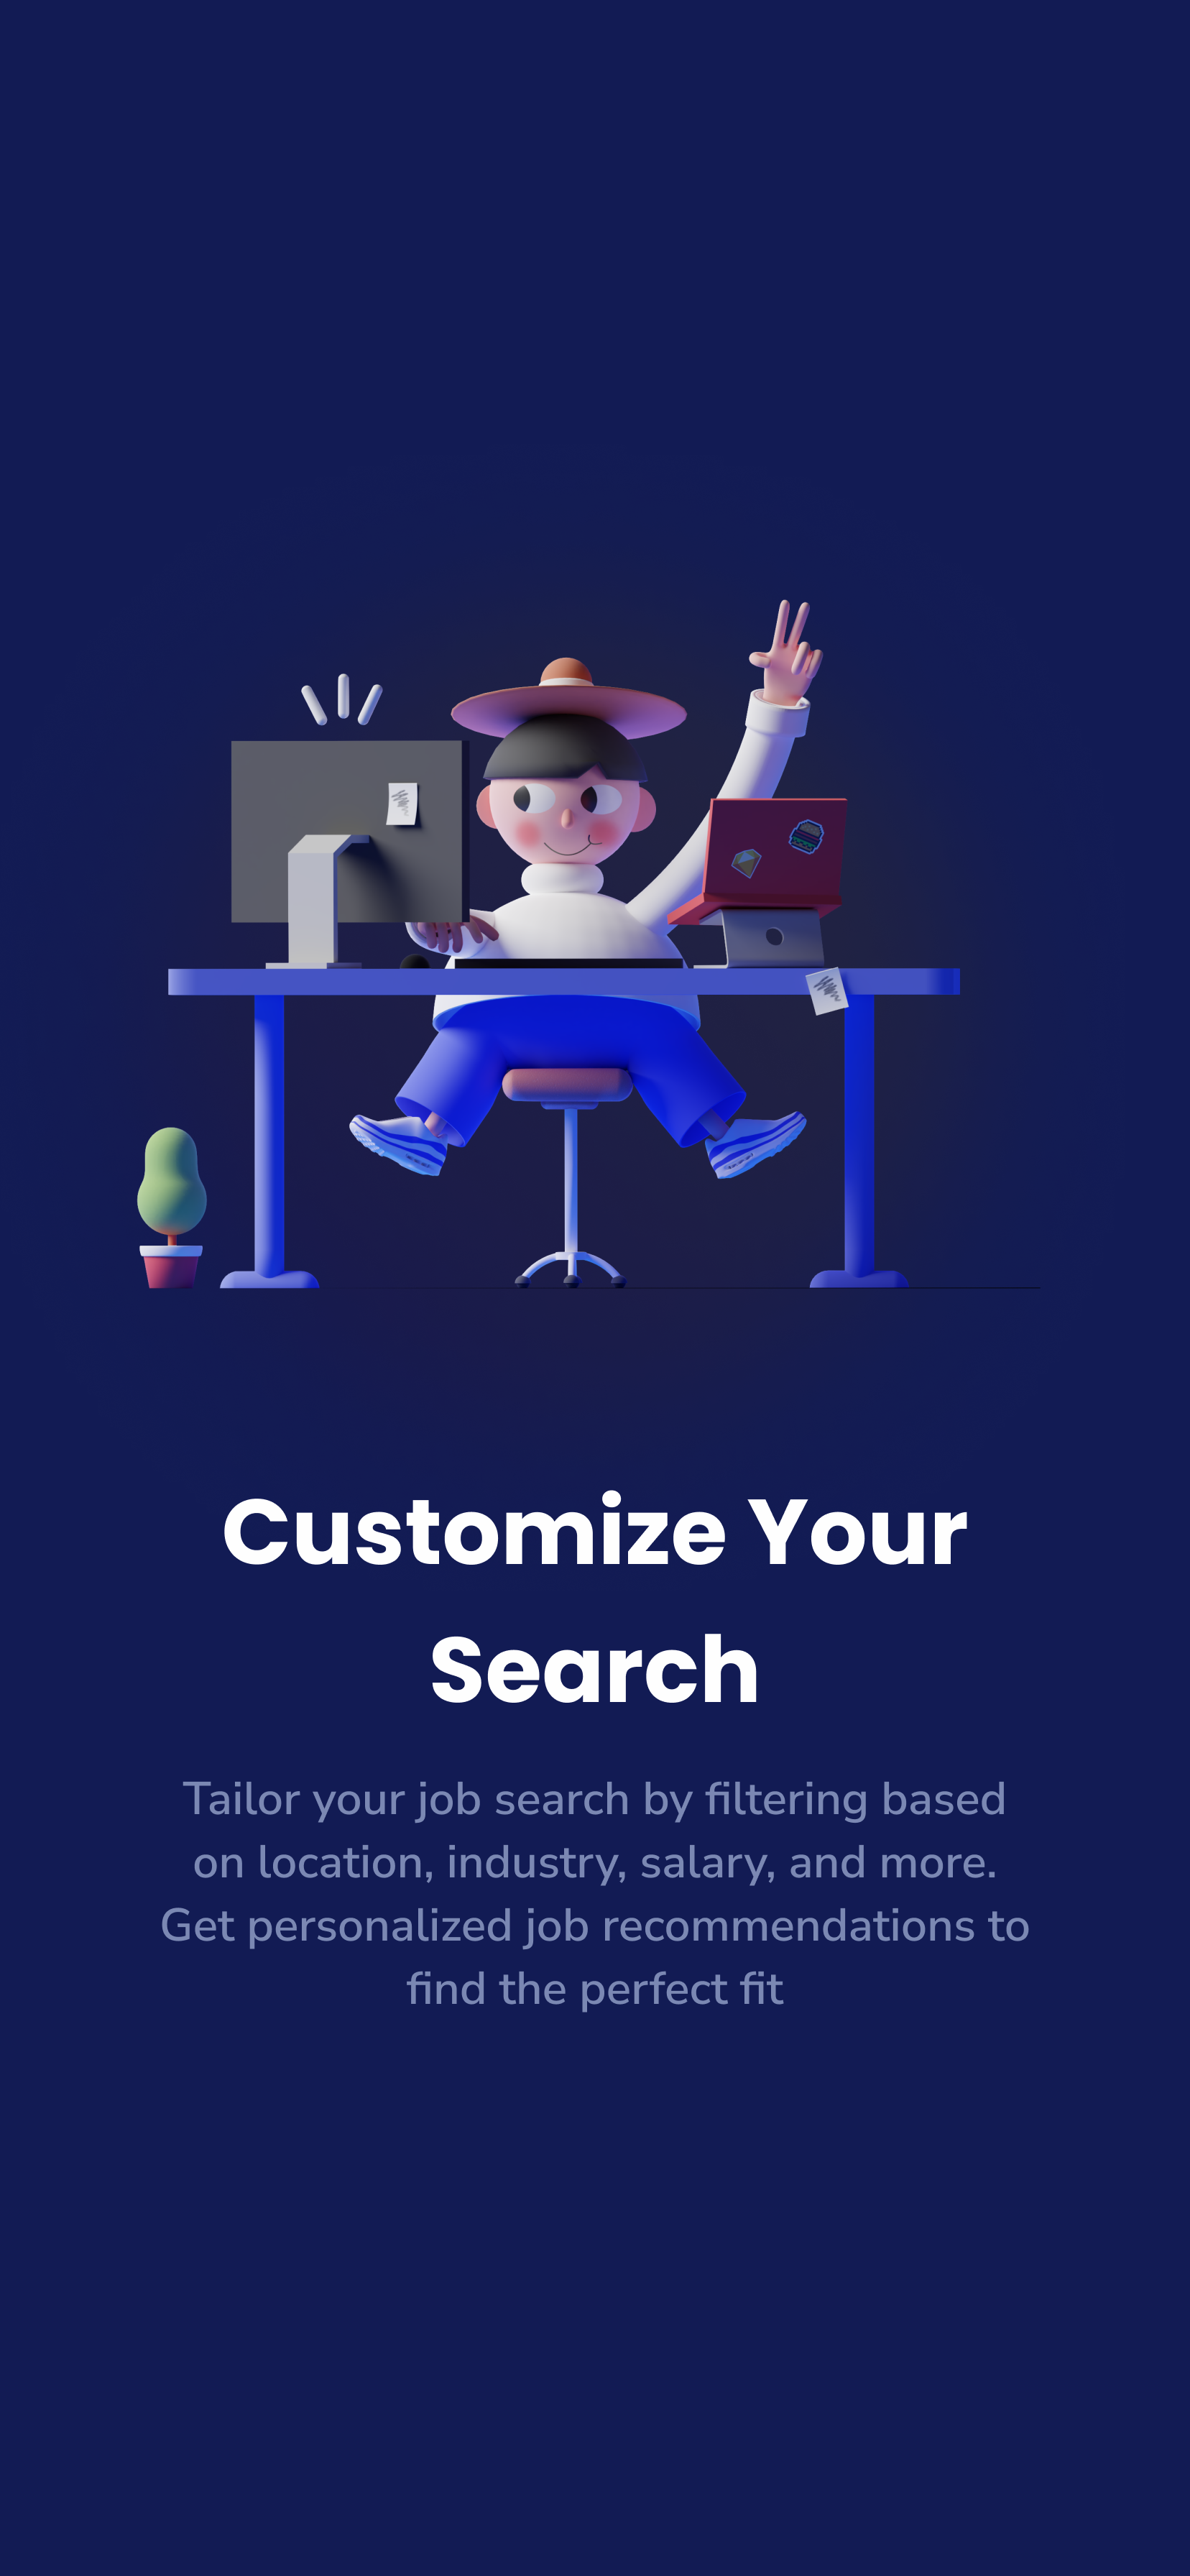 Customize Your
Search
Tailor your job search by filtering based
on location, industry, salary, and more.
Get personalized job recommendations to
find the perfect fit